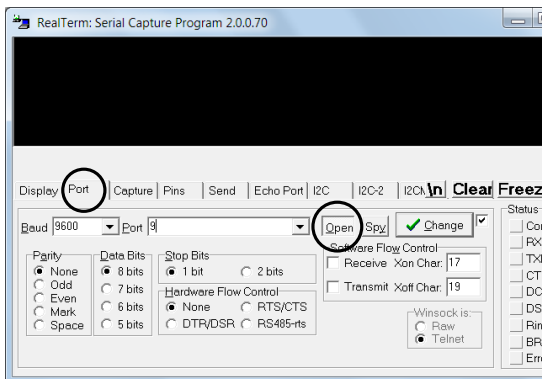 RealTerm: Serial Capture Program 2.0.0.70
Display Port Capture Pins Send Echo Port I2C I2C-2 \n Clear Freez
Status
Baud 9600 Port 9 Open Spy Change
Parity Data Bits Stop Bits Software Flow Control
None 8 bits 1 bit 2 bits Receive Xon Char: 17
Odd 7 bits Hardware Flow Control
Even 6 bits None RTS/CTS Transmit Xoff Char: 19
Mark 5 bits DTR/DSR RS485-rts
Space
Winsock is:
Raw
Telnet
RX
CT
DC
DS
BR